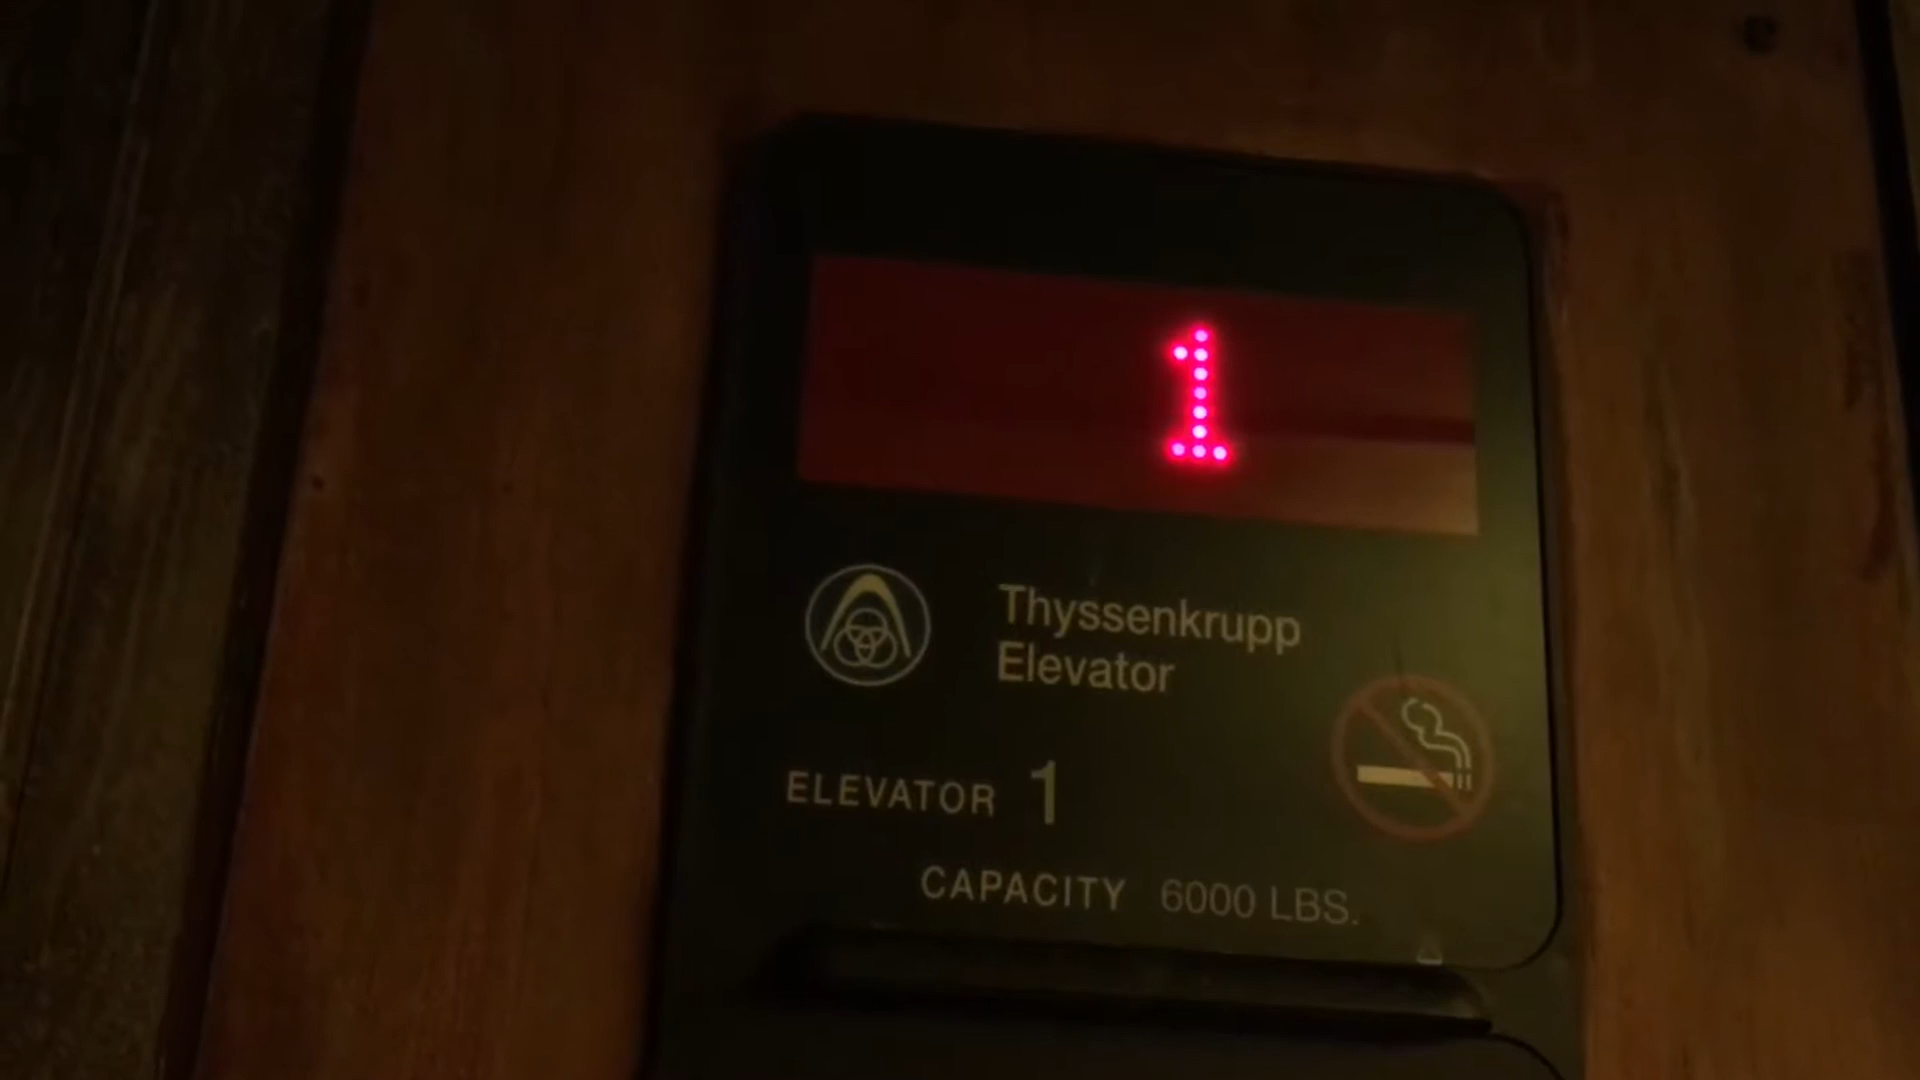 1
Thyssenkrupp
Elevator
ELEVATOR 1
CAPACITY 6000 LBS.